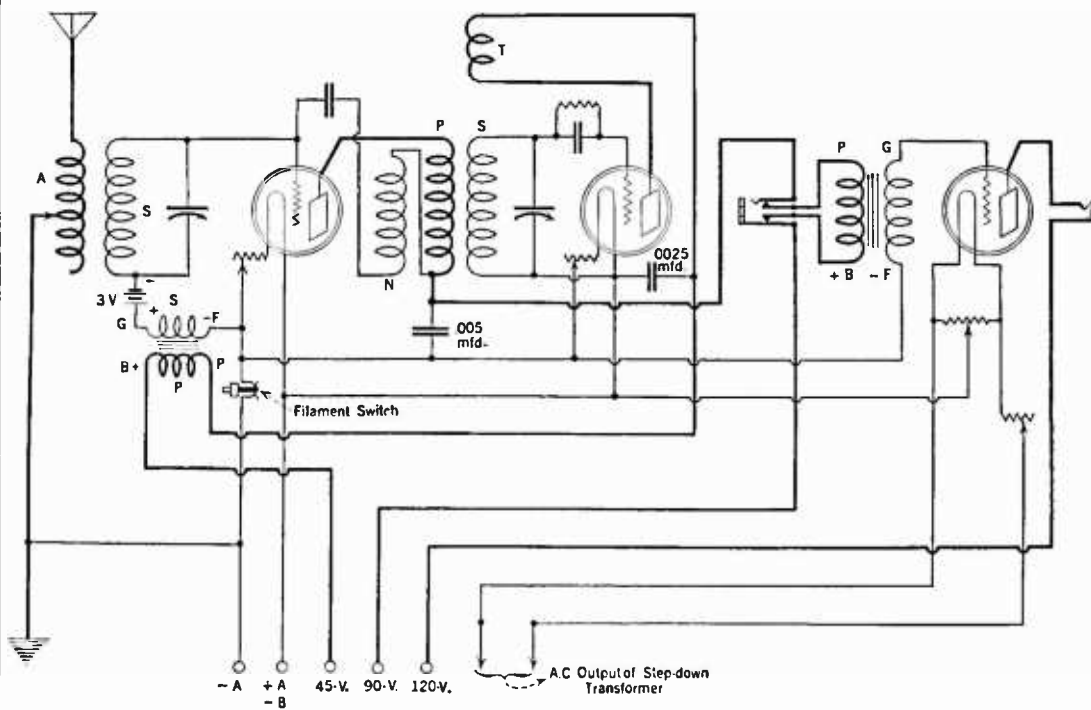 T
P
S
A
S
P
G
N
+ B
- F
3 V
+
S
-
G
-F
B+
P
P
.005
mfd-
0025
mfd
Filament Switch
- A
+ A
- B
45-V.
90-V.
120-V.
A.C Output of Step-down
Transformer